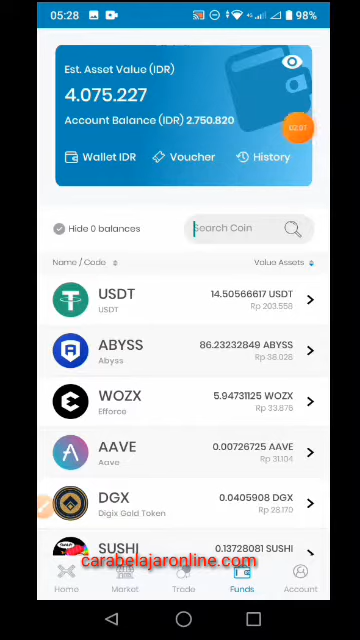 05:28 98%
Est. Asset Value (IDR)
4.075.227
Account Balance (IDR) 2.750.820
Wallet IDR Voucher History
Hide 0 balances Search Coin
Name / Code Value Assets
USDT 14.50566617 USDT
USDT Rp 203.558
ABYSS 86.23232849 ABYSS
Abyss Rp 38.028
WOZX 5.94731125 WOZX
Efforce Rp 33.876
AAVE 0.00726725 AAVE
Aave Rp 31.104
DGX 0.0405908 DGX
Digix Gold Token Rp 28.170
SUSHI 0.13728081 SUSHI
carabelajaronline.com
Home Market Trade Funds Account